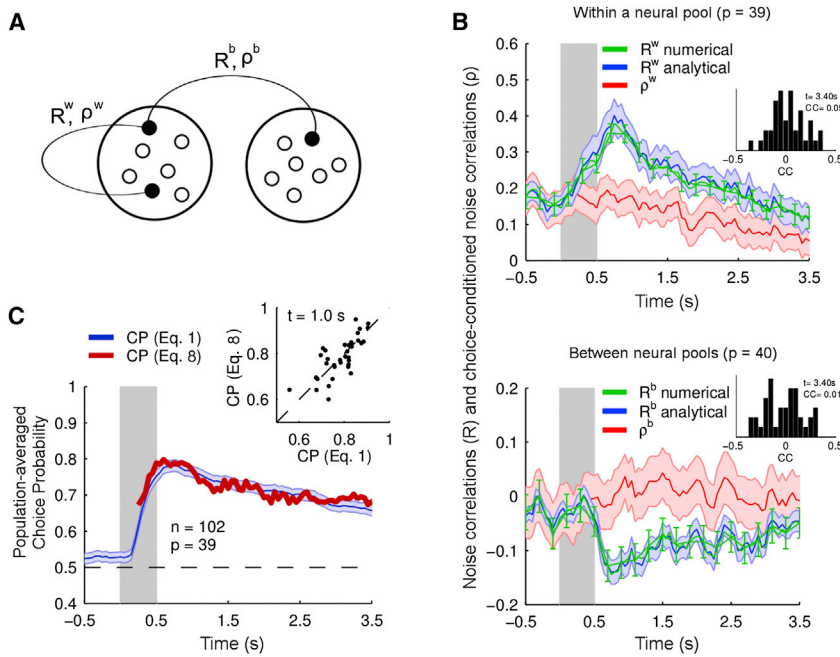 A
R^b, ρ^b
R^w, ρ^w
B
Within a neural pool (p = 39)
R^w numerical
R^w analytical
ρ^w
t= 3.40s
-0.5
0
0.5
CC
0.6
0.5
0.4
0.3
0.2
0.1
0
-0.5
0.5
1.5
2.5
3.5
Time (s)
Noise correlations (R) and choice-conditioned noise correlations (ρ)
Between neural pools (p = 40)
R^b numerical
R^b analytical
ρ^b
t= 3.40s
CC= 0.01
-0.5
0
0.5
CC
0.2
0.1
0
-0.1
-0.2
-0.5
0.5
1.5
2.5
3.5
Time (s)
C
CP (Eq. 1)
CP (Eq. 8)
t = 1.0 s
CP (Eq. 8)
1
0.8
0.6
0.6
0.8
1
CP (Eq. 1)
Population-averaged
Choice Probability
1
0.9
0.8
0.7
0.6
0.5
0.4
n = 102
p = 39
-0.5
0.5
1.5
2.5
3.5
Time (s)